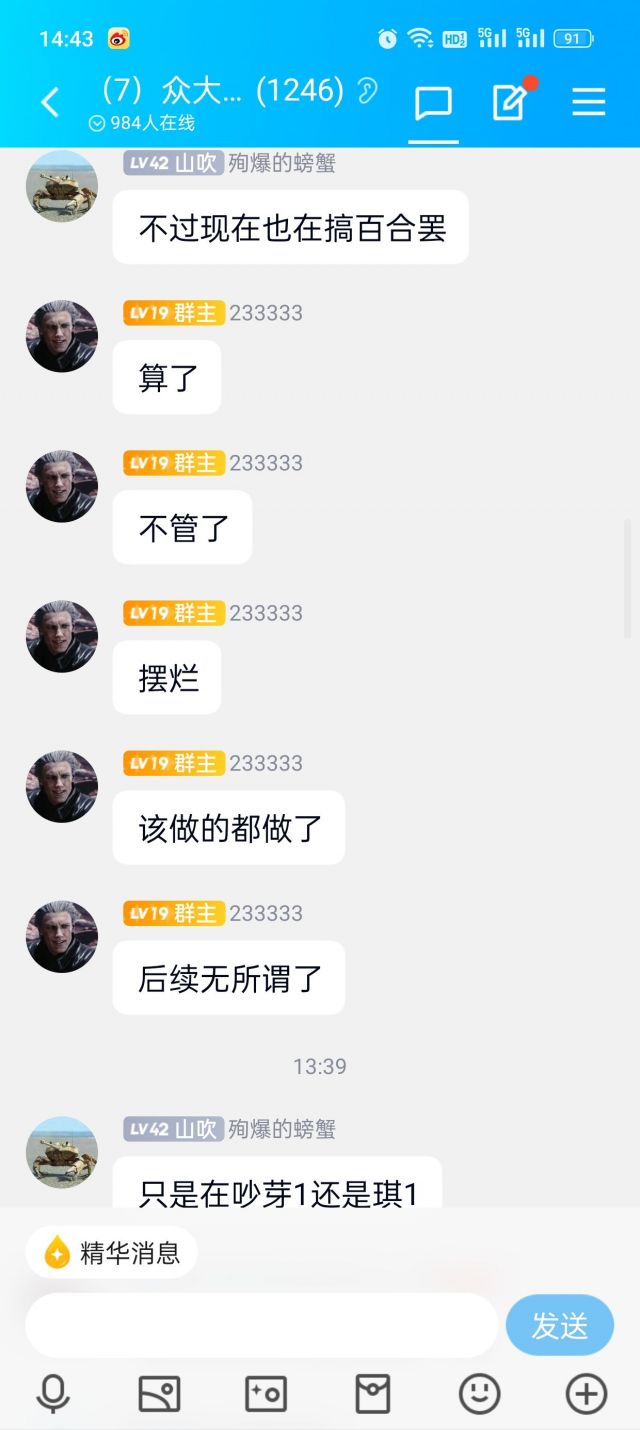 14:43
HD 1 2 5G 5G 91
(7) 众大... (1246)
984人在线
LV42 山吹 殉爆的螃蟹
不过现在也在搞百合罢
LV19 群主 233333
算了
LV19 群主 233333
不管了
LV19 群主 233333
摆烂
LV19 群主 233333
该做的都做了
LV19 群主 233333
后续无所谓了
13:39
LV42 山吹 殉爆的螃蟹
只是在吵芽1还是琪1
精华消息
发送